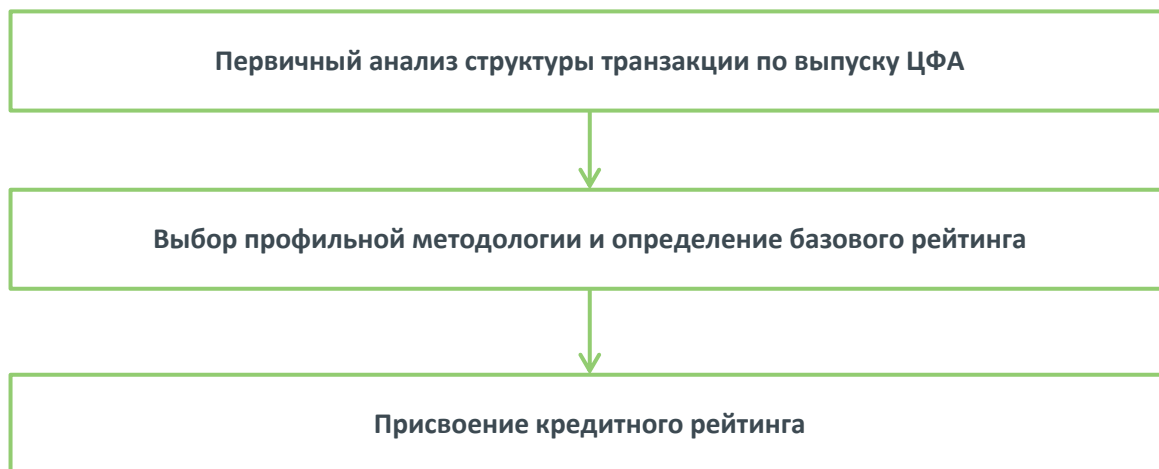 Первичный анализ структуры транзакции по выпуску ЦФА
Выбор профильной методологии и определение базового рейтинга
Присвоение кредитного рейтинга